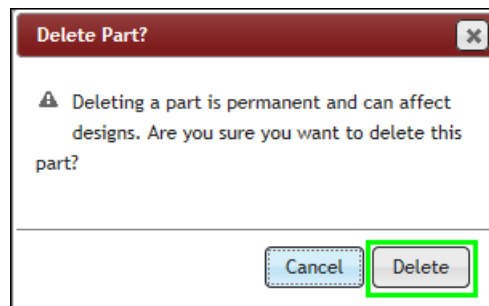 Delete Part?
Deleting a part is permanent and can affect
designs. Are you sure you want to delete this
part?
Cancel Delete